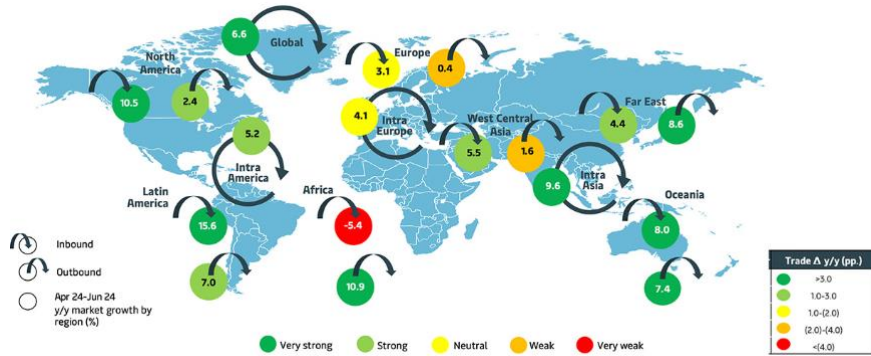 6.6
Global
North
America
10.5
2.4
5.2
Intra
America
Europe
3.1
0.4
4.1
Intra
Europe
West Central
Asia
5.5
1.6
Far East
4.4
8.6
9.6
Intra
Asia
Latin
America
15.6
7.0
Africa
-5.4
10.9
Oceania
8.0
7.4
Inbound
Outbound
Apr 24-Jun 24
y/y market growth by
region (%)
Very strong
Strong
Neutral
Weak
Very weak
Trade Δ y/y (pp.)
>3.0
1.0-3.0
1.0-(2.0)
(2.0)-(4.0)
<(4.0)